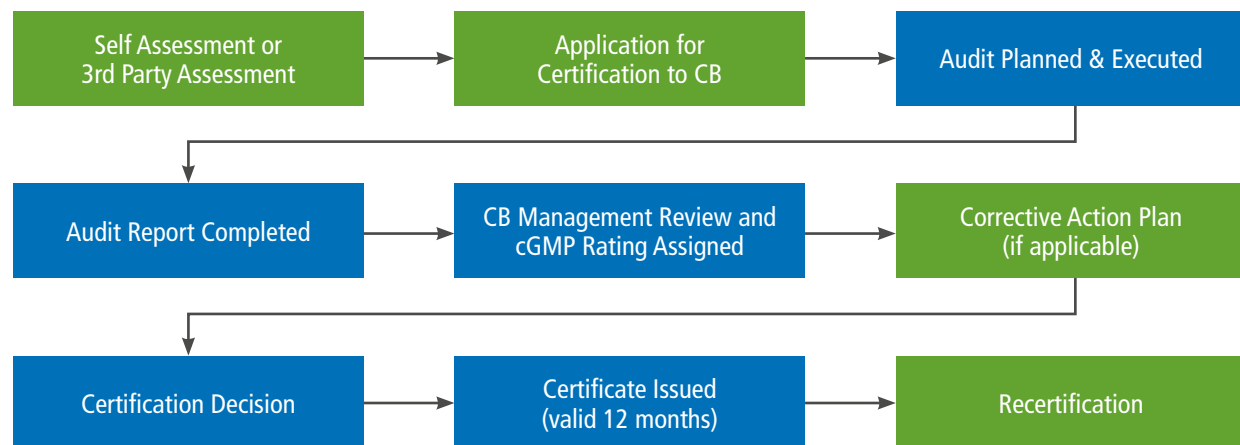 Self Assessment or
3rd Party Assessment
Application for
Certification to CB
Audit Planned & Executed
Audit Report Completed
CB Management Review and
cGMP Rating Assigned
Corrective Action Plan
(if applicable)
Certification Decision
Certificate Issued
(valid 12 months)
Recertification